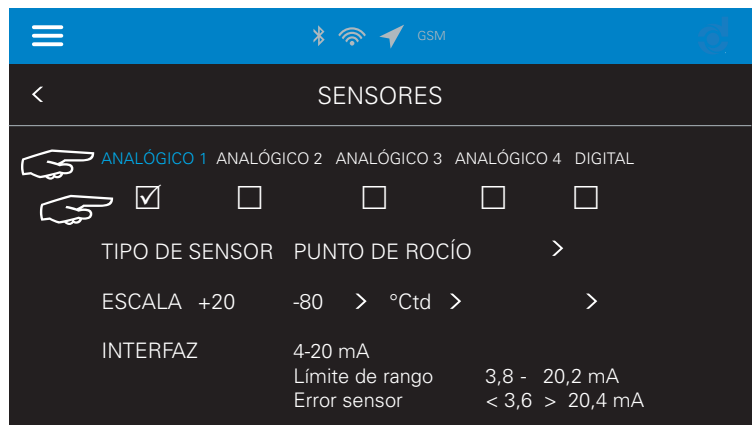 GSM
< SENSORES
ANALÓGICO 1 ANALÓGICO 2 ANALÓGICO 3 ANALÓGICO 4 DIGITAL
TIPO DE SENSOR PUNTO DE ROCÍO >
ESCALA +20 -80 > °Ctd > >
INTERFAZ 4-20 mA
Límite de rango 3,8 - 20,2 mA
Error sensor < 3,6 > 20,4 mA